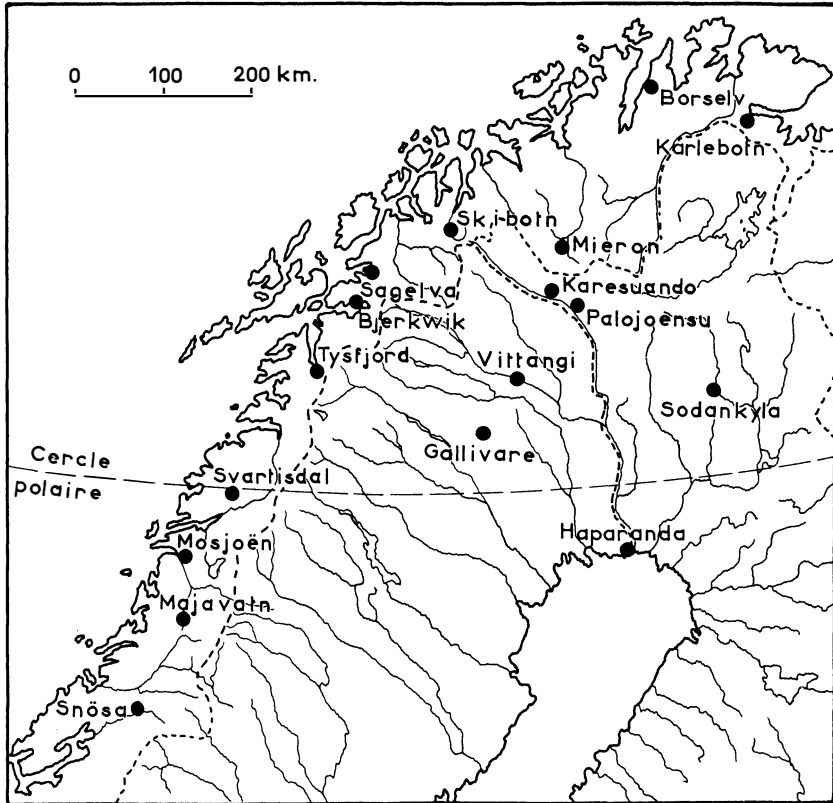 0 100 200 km.
Borselv
Karlebotn
Skibotn
Mieron
Karesuando
Sagelva
Palojoensu
Bjerkwik
Tysfjord
Vittangi
Sodankyla
Gallivare
Cercle
polaire
Svartisdal
Haparanda
Mosjoën
Majavatn
Snösa